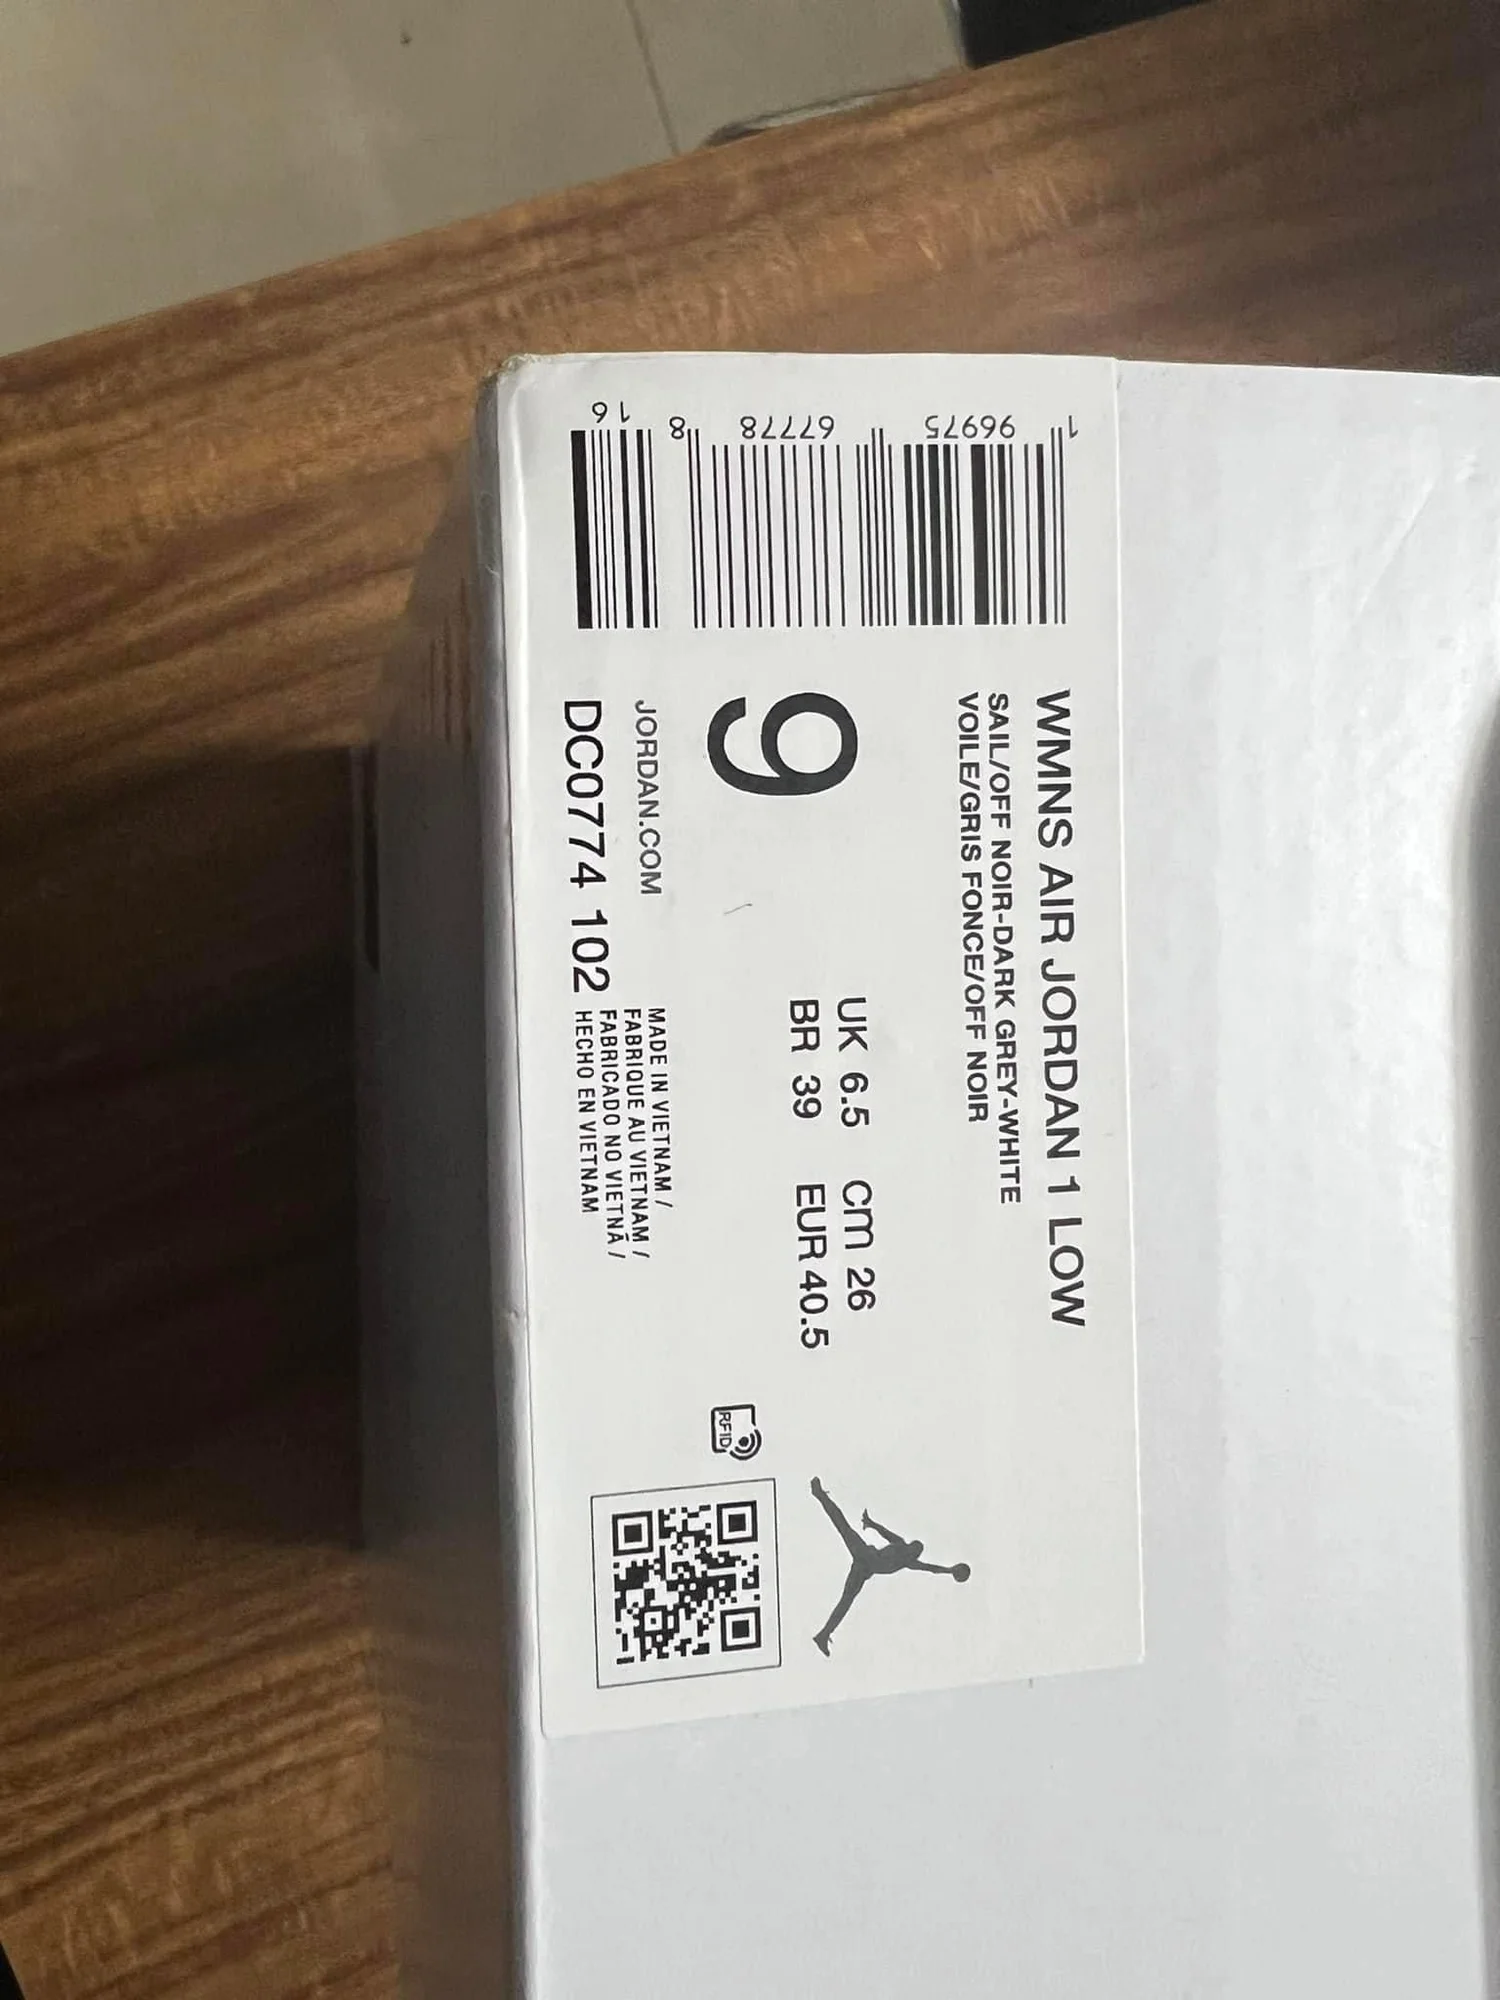 WMNS AIR JORDAN 1 LOW
SAIL/OFF NOIR-DARK GREY-WHITE
VOILE/GRIS FONCE/OFF NOIR
1 96975 67778 8
9
UK 6.5 cm 26
BR 39 EUR 40.5
RFID
JORDAN.COM
DC0774 102
MADE IN VIETNAM /
FABRIQUE AU VIETNAM /
FABRICADO NO VIETNÃ /
HECHO EN VIETNAM